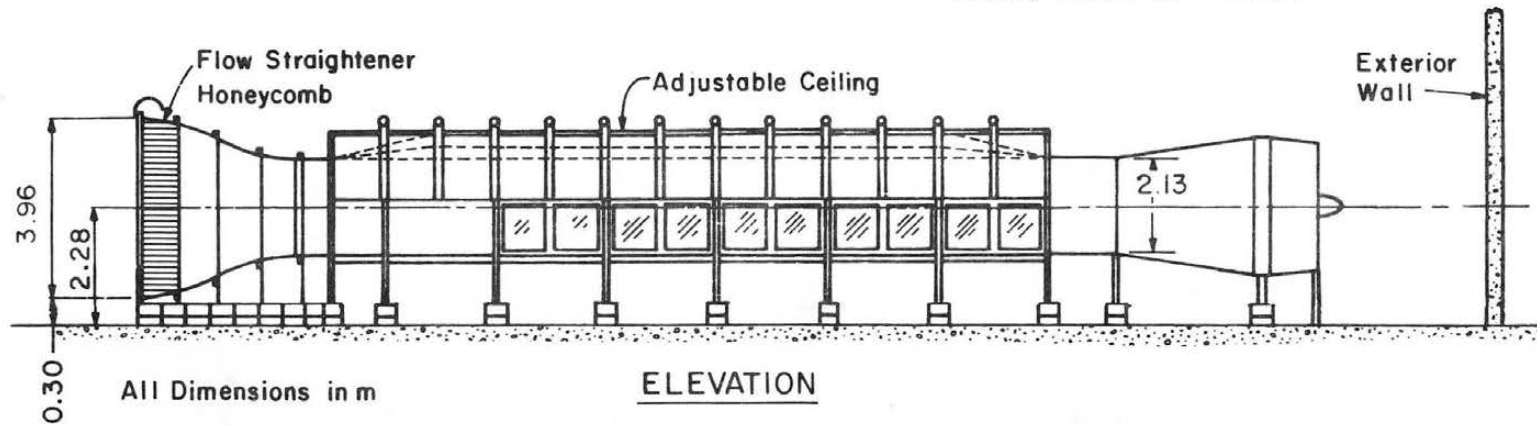 Flow Straightener
Honeycomb
Adjustable Ceiling
Exterior
Wall
3.96
2.28
2.13
0.30
All Dimensions in m
ELEVATION